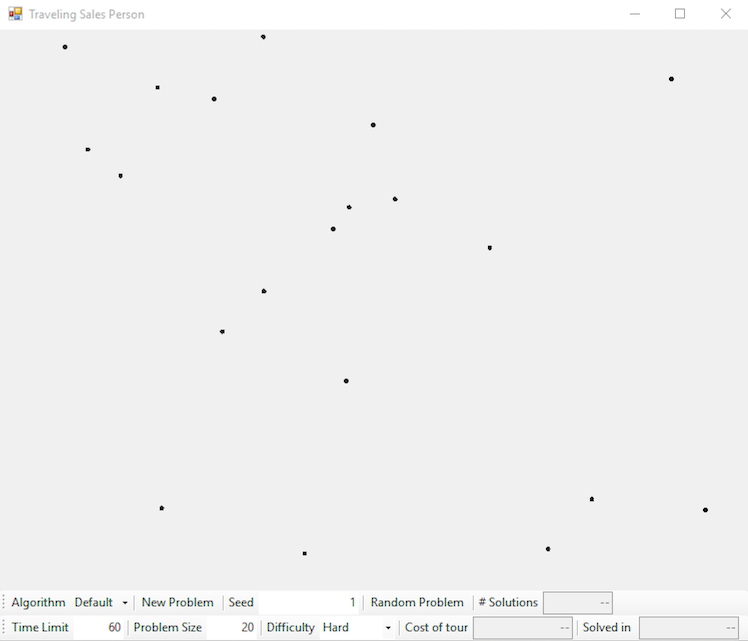 Traveling Sales Person
Algorithm Default New Problem Seed 1 Random Problem # Solutions --
Time Limit 60 Problem Size 20 Difficulty Hard Cost of tour -- Solved in --